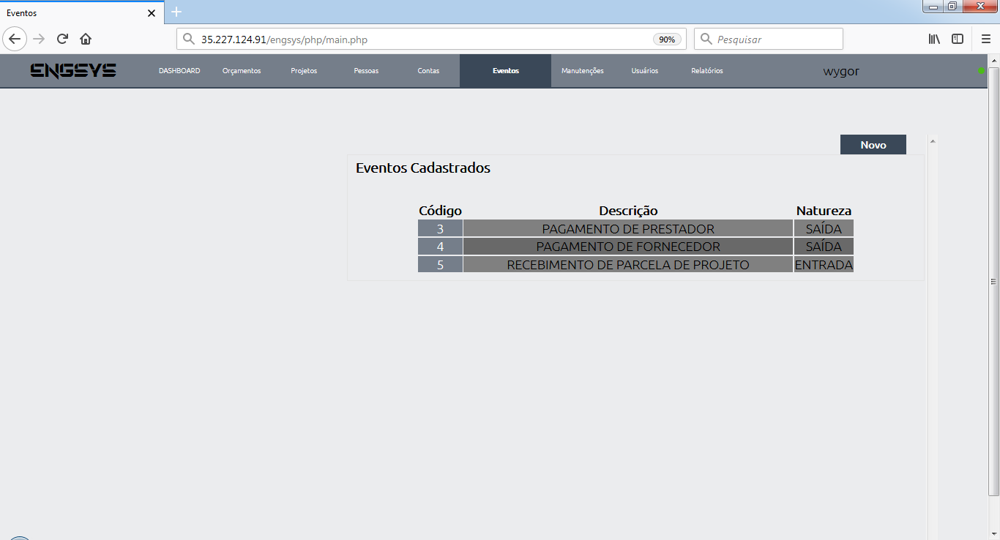 Eventos
35.227.124.91/engsys/php/main.php 90% Pesquisar
ENGSYS DASHBOARD Orçamentos Projetos Pessoas Contas Eventos Manutenções Usuários Relatórios wygor
Novo
Eventos Cadastrados
Código Descrição Natureza
3 PAGAMENTO DE PRESTADOR SAÍDA
4 PAGAMENTO DE FORNECEDOR SAÍDA
5 RECEBIMENTO DE PARCELA DE PROJETO ENTRADA